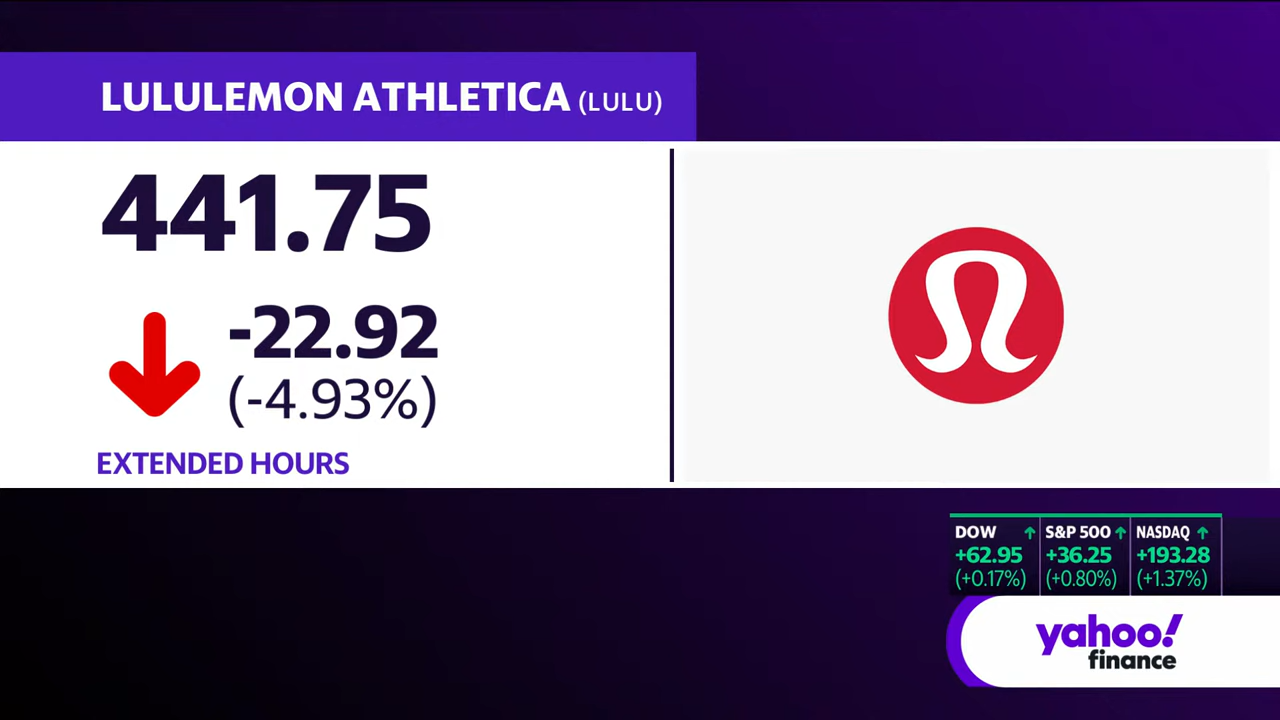 LULULEMON ATHLETICA (LULU)
441.75
-22.92
(-4.93%)
EXTENDED HOURS
DOW S&P 500 NASDAQ
+62.95 +36.25 +193.28
(+0.17%) (+0.80%) (+1.37%)
yahoo!
finance